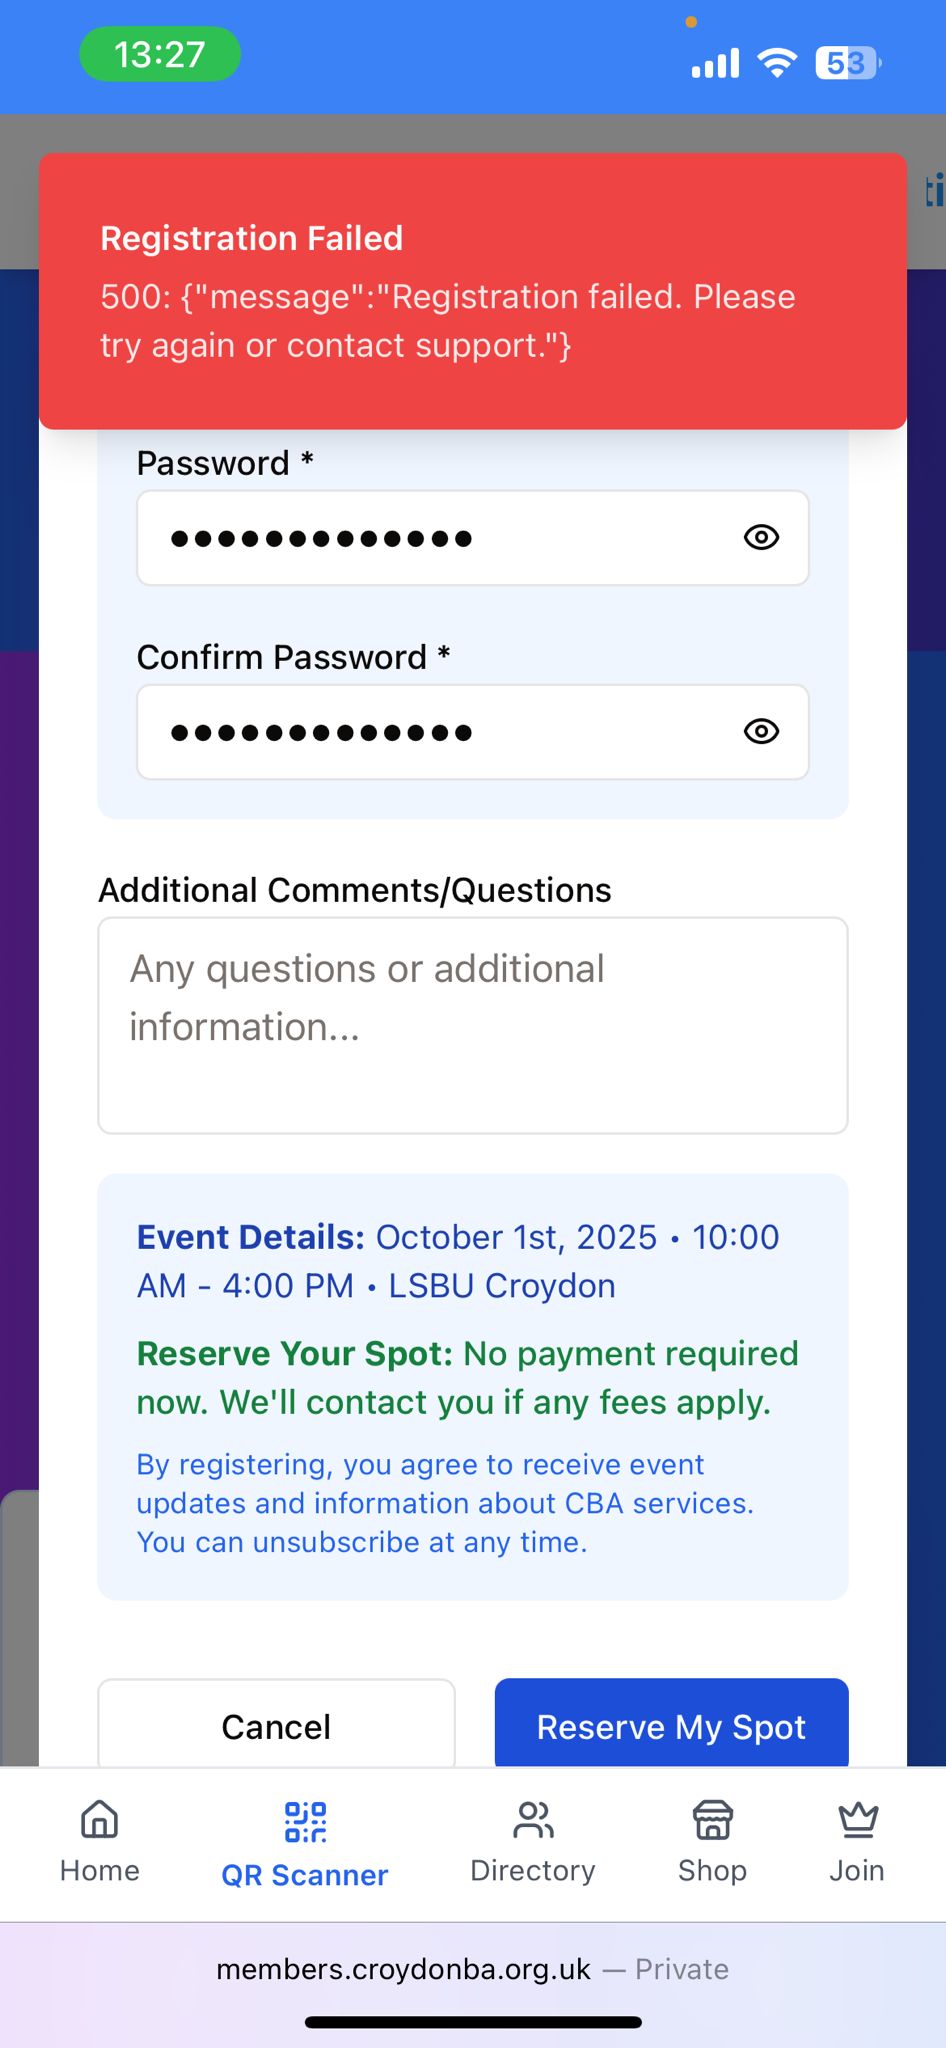 13:27
53
ti
Registration Failed
500: {"message":"Registration failed. Please
try again or contact support."}
Password *
Confirm Password *
Additional Comments/Questions
Any questions or additional
information...
Event Details: October 1st, 2025 • 10:00
AM - 4:00 PM • LSBU Croydon
Reserve Your Spot: No payment required
now. We'll contact you if any fees apply.
By registering, you agree to receive event
updates and information about CBA services.
You can unsubscribe at any time.
Cancel
Reserve My Spot
Home
QR Scanner
Directory
Shop
Join
members.croydonba.org.uk — Private